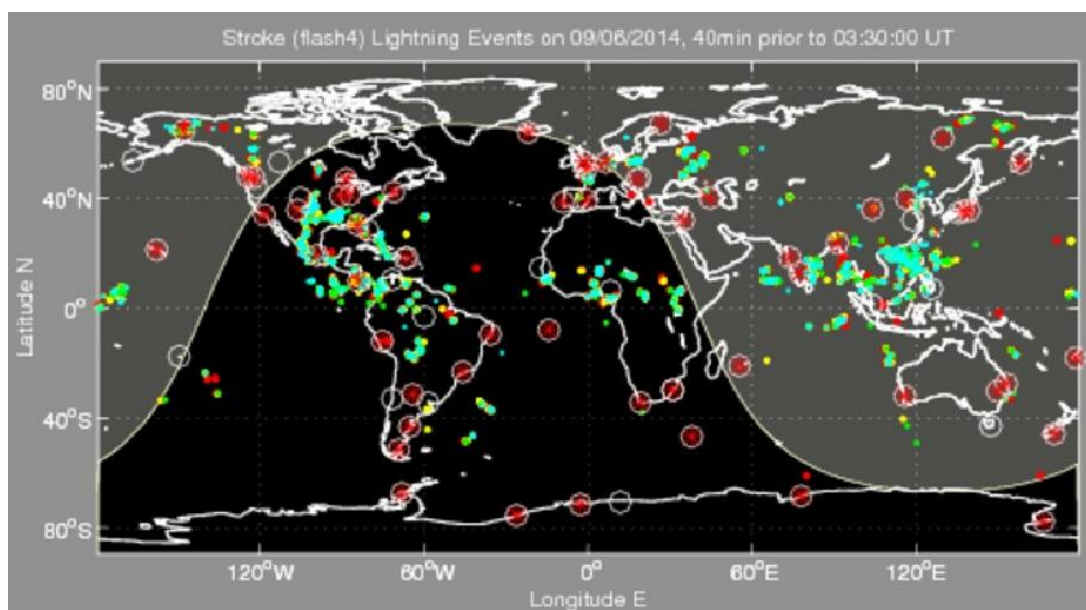 Stroke (flash4) Lightning Events on 09/06/2014, 40min prior to 03:30:00 UT
80°N
40°N
0°
40°S
80°S
Latitude N
120°W
60°W
0°
60°E
120°E
Longitude E